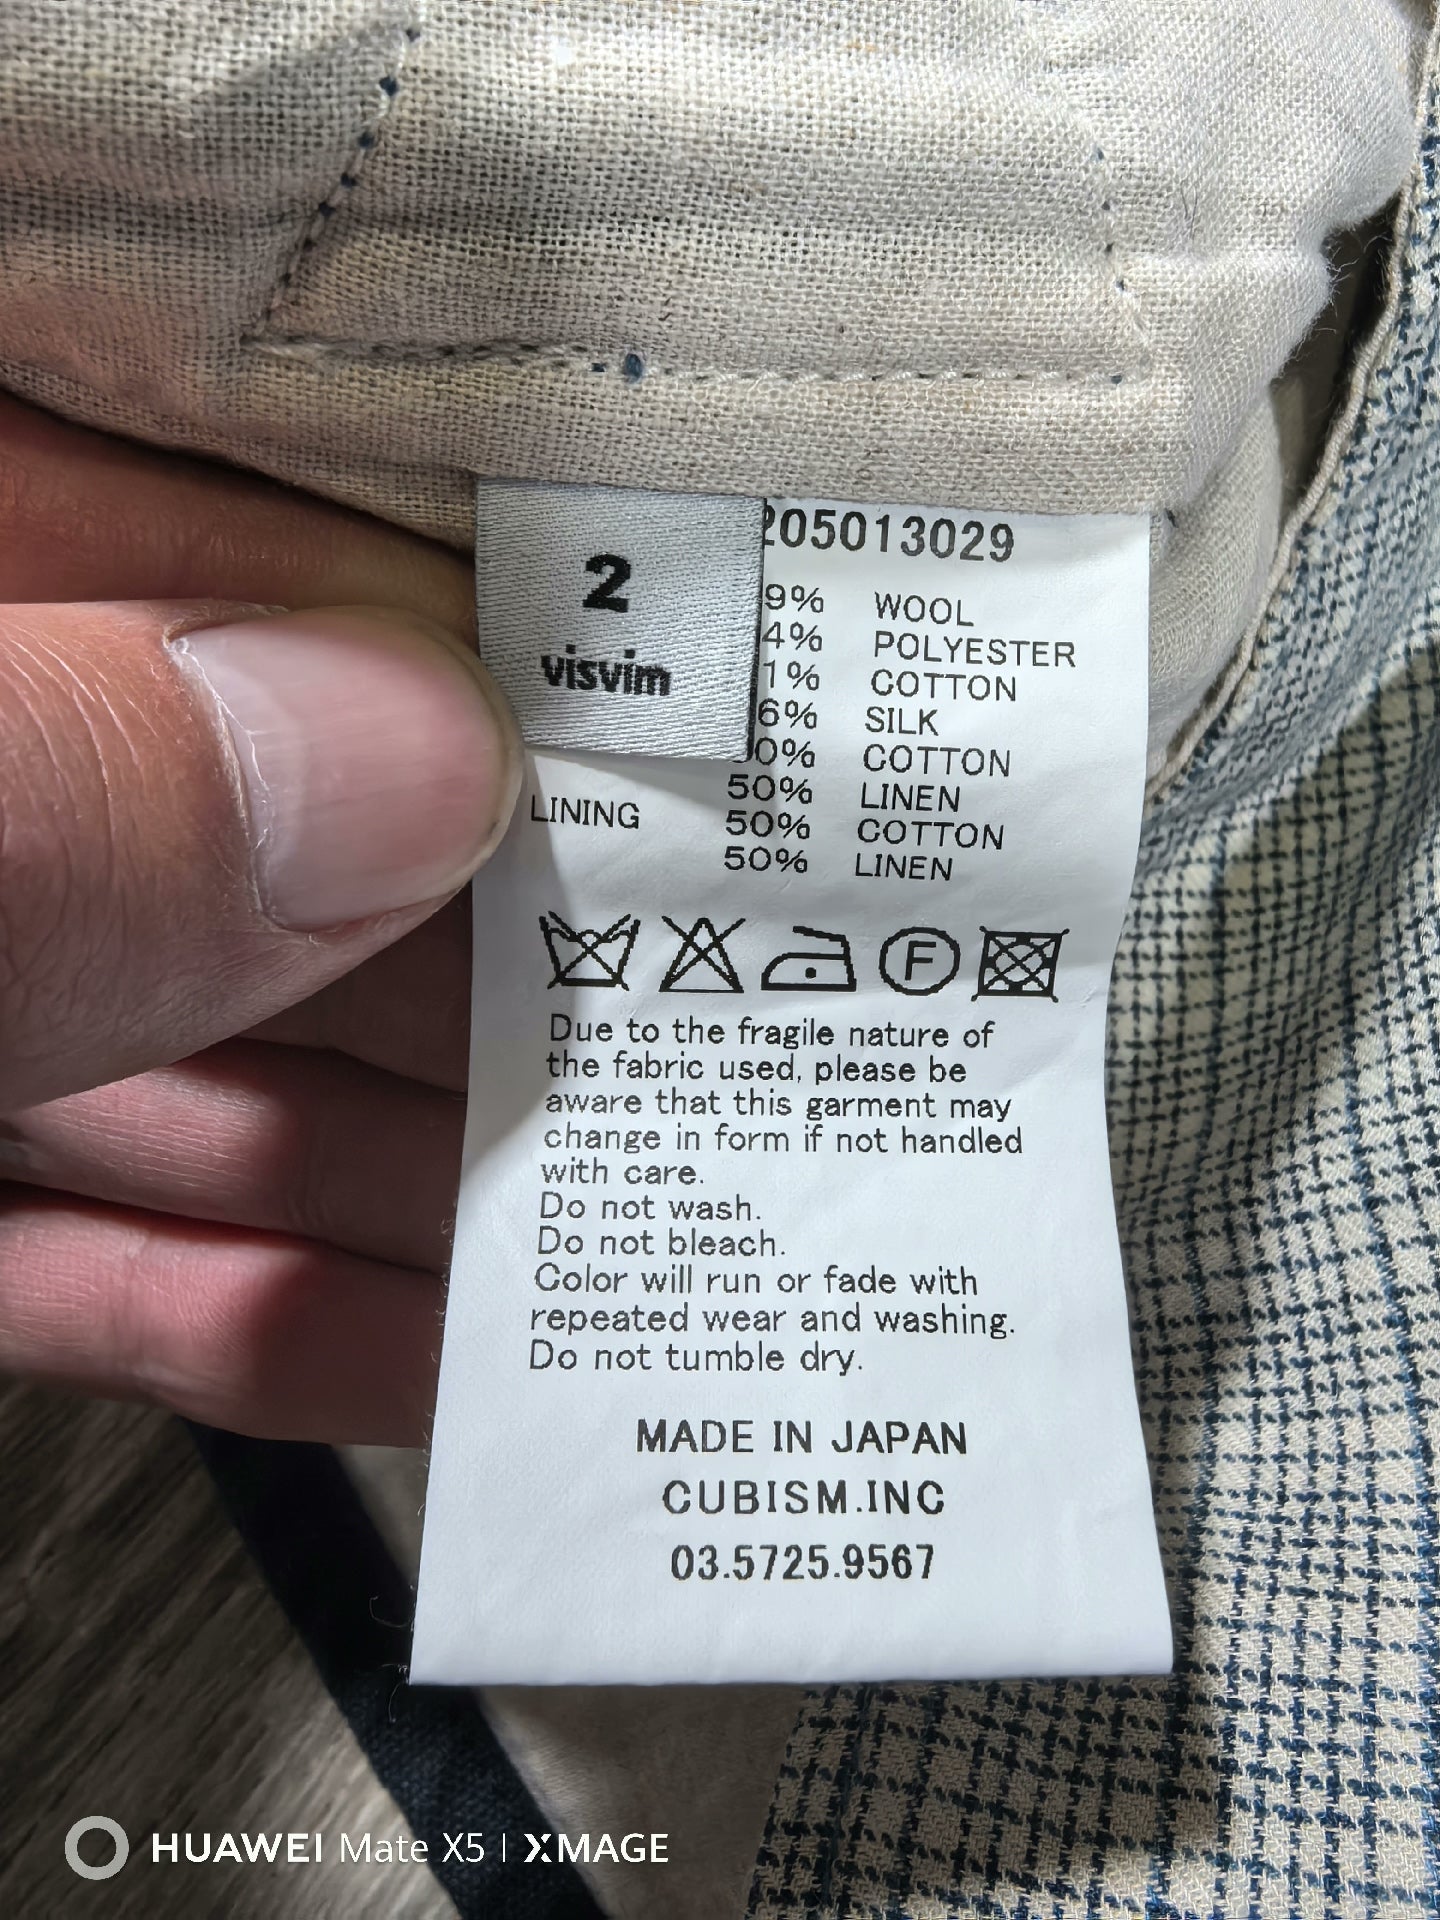 2
visvim
205013029
9% WOOL
4% POLYESTER
1% COTTON
6% SILK
0% COTTON
50% LINEN
LINING 50% COTTON
50% LINEN
F
Due to the fragile nature of
the fabric used, please be
aware that this garment may
change in form if not handled
with care.
Do not wash.
Do not bleach.
Color will run or fade with
repeated wear and washing.
Do not tumble dry.
MADE IN JAPAN
CUBISM.INC
03.5725.9567
HUAWEI Mate X5 | XMAGE